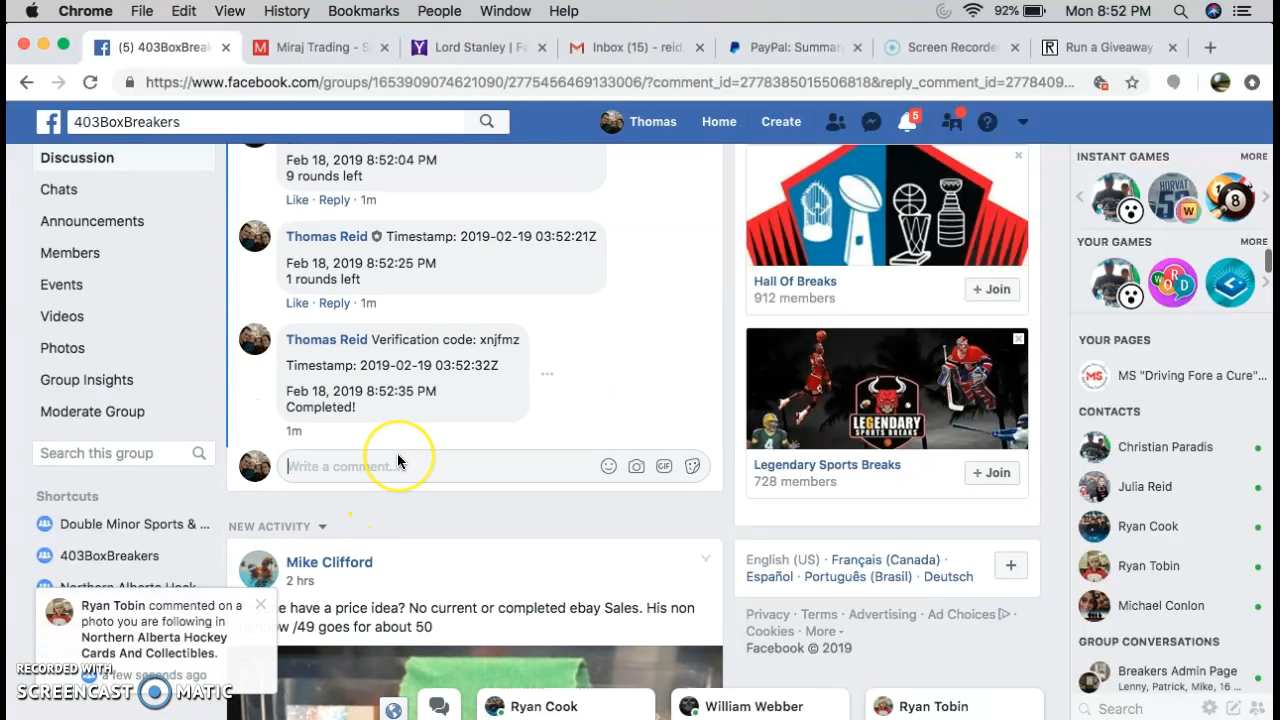 Chrome File Edit View History Bookmarks People Window Help 92% Mon 8:52 PM
(5) 403BoxBreak Miraj Trading - S Lord Stanley | Fa Inbox (15) - reid. PayPal: Summar Screen Recorde Run a Giveaway
https://www.facebook.com/groups/1653909074621090/2775456469133006/?comment_id=2778385015506818&reply_comment_id=2778409...
403BoxBreakers Thomas Home Create 5
Discussion
Chats
Announcements
Members
Events
Videos
Photos
Group Insights
Moderate Group
Search this group
Shortcuts
Double Minor Sports & ...
403BoxBreakers
Feb 18, 2019 8:52:04 PM
9 rounds left
Like · Reply · 1m
Thomas Reid Timestamp: 2019-02-19 03:52:21Z
Feb 18, 2019 8:52:25 PM
1 rounds left
Like · Reply · 1m
Thomas Reid Verification code: xnjfmz
Timestamp: 2019-02-19 03:52:32Z
Feb 18, 2019 8:52:35 PM
Completed!
1m
Write a comment...
NEW ACTIVITY
Mike Clifford
2 hrs
have a price idea? No current or completed ebay Sales. His non
/49 goes for about 50
Ryan Tobin commented on a
photo you are following in
Northern Alberta Hockey
Cards And Collectibles.
a few seconds ago
RECORDED WITH
SCREENCAST MATIC
Hall Of Breaks
912 members
+ Join
LEGENDARY
SPORTS BREAKS
Legendary Sports Breaks
728 members
+ Join
English (US) · Français (Canada) ·
Español · Português (Brasil) · Deutsch
Privacy · Terms · Advertising · Ad Choices
Cookies · More
Facebook © 2019
INSTANT GAMES MORE
YOUR GAMES MORE
YOUR PAGES
MS "Driving Fore a Cure"...
CONTACTS
Christian Paradis
Julia Reid
Ryan Cook
Ryan Tobin
Michael Conlon
GROUP CONVERSATIONS
Breakers Admin Page
Lenny, Patrick, Mike, 16 ...
Search
Ryan Cook William Webber Ryan Tobin